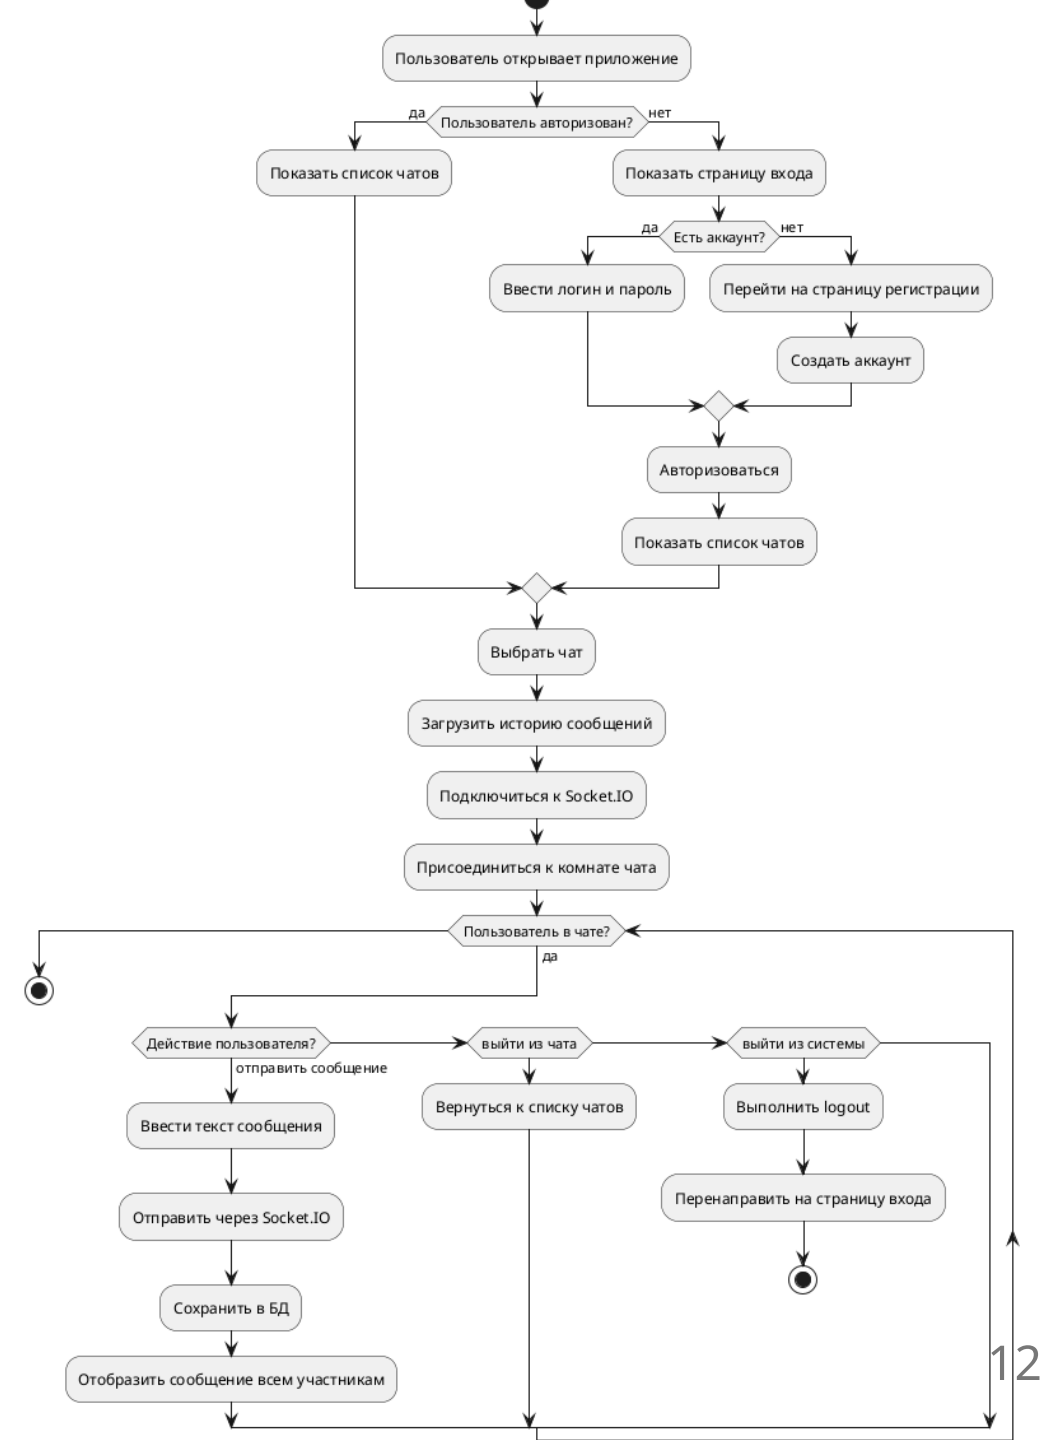 Пользователь открывает приложение
да
Пользователь авторизован?
нет
Показать список чатов
Показать страницу входа
да
Есть аккаунт?
нет
Ввести логин и пароль
Перейти на страницу регистрации
Создать аккаунт
Авторизоваться
Показать список чатов
Выбрать чат
Загрузить историю сообщений
Подключиться к Socket.IO
Присоединиться к комнате чата
Пользователь в чате?
да
Действие пользователя?
выйти из чата
выйти из системы
отправить сообщение
Вернуться к списку чатов
Выполнить logout
Ввести текст сообщения
Перенаправить на страницу входа
Отправить через Socket.IO
Сохранить в БД
12
Отобразить сообщение всем участникам